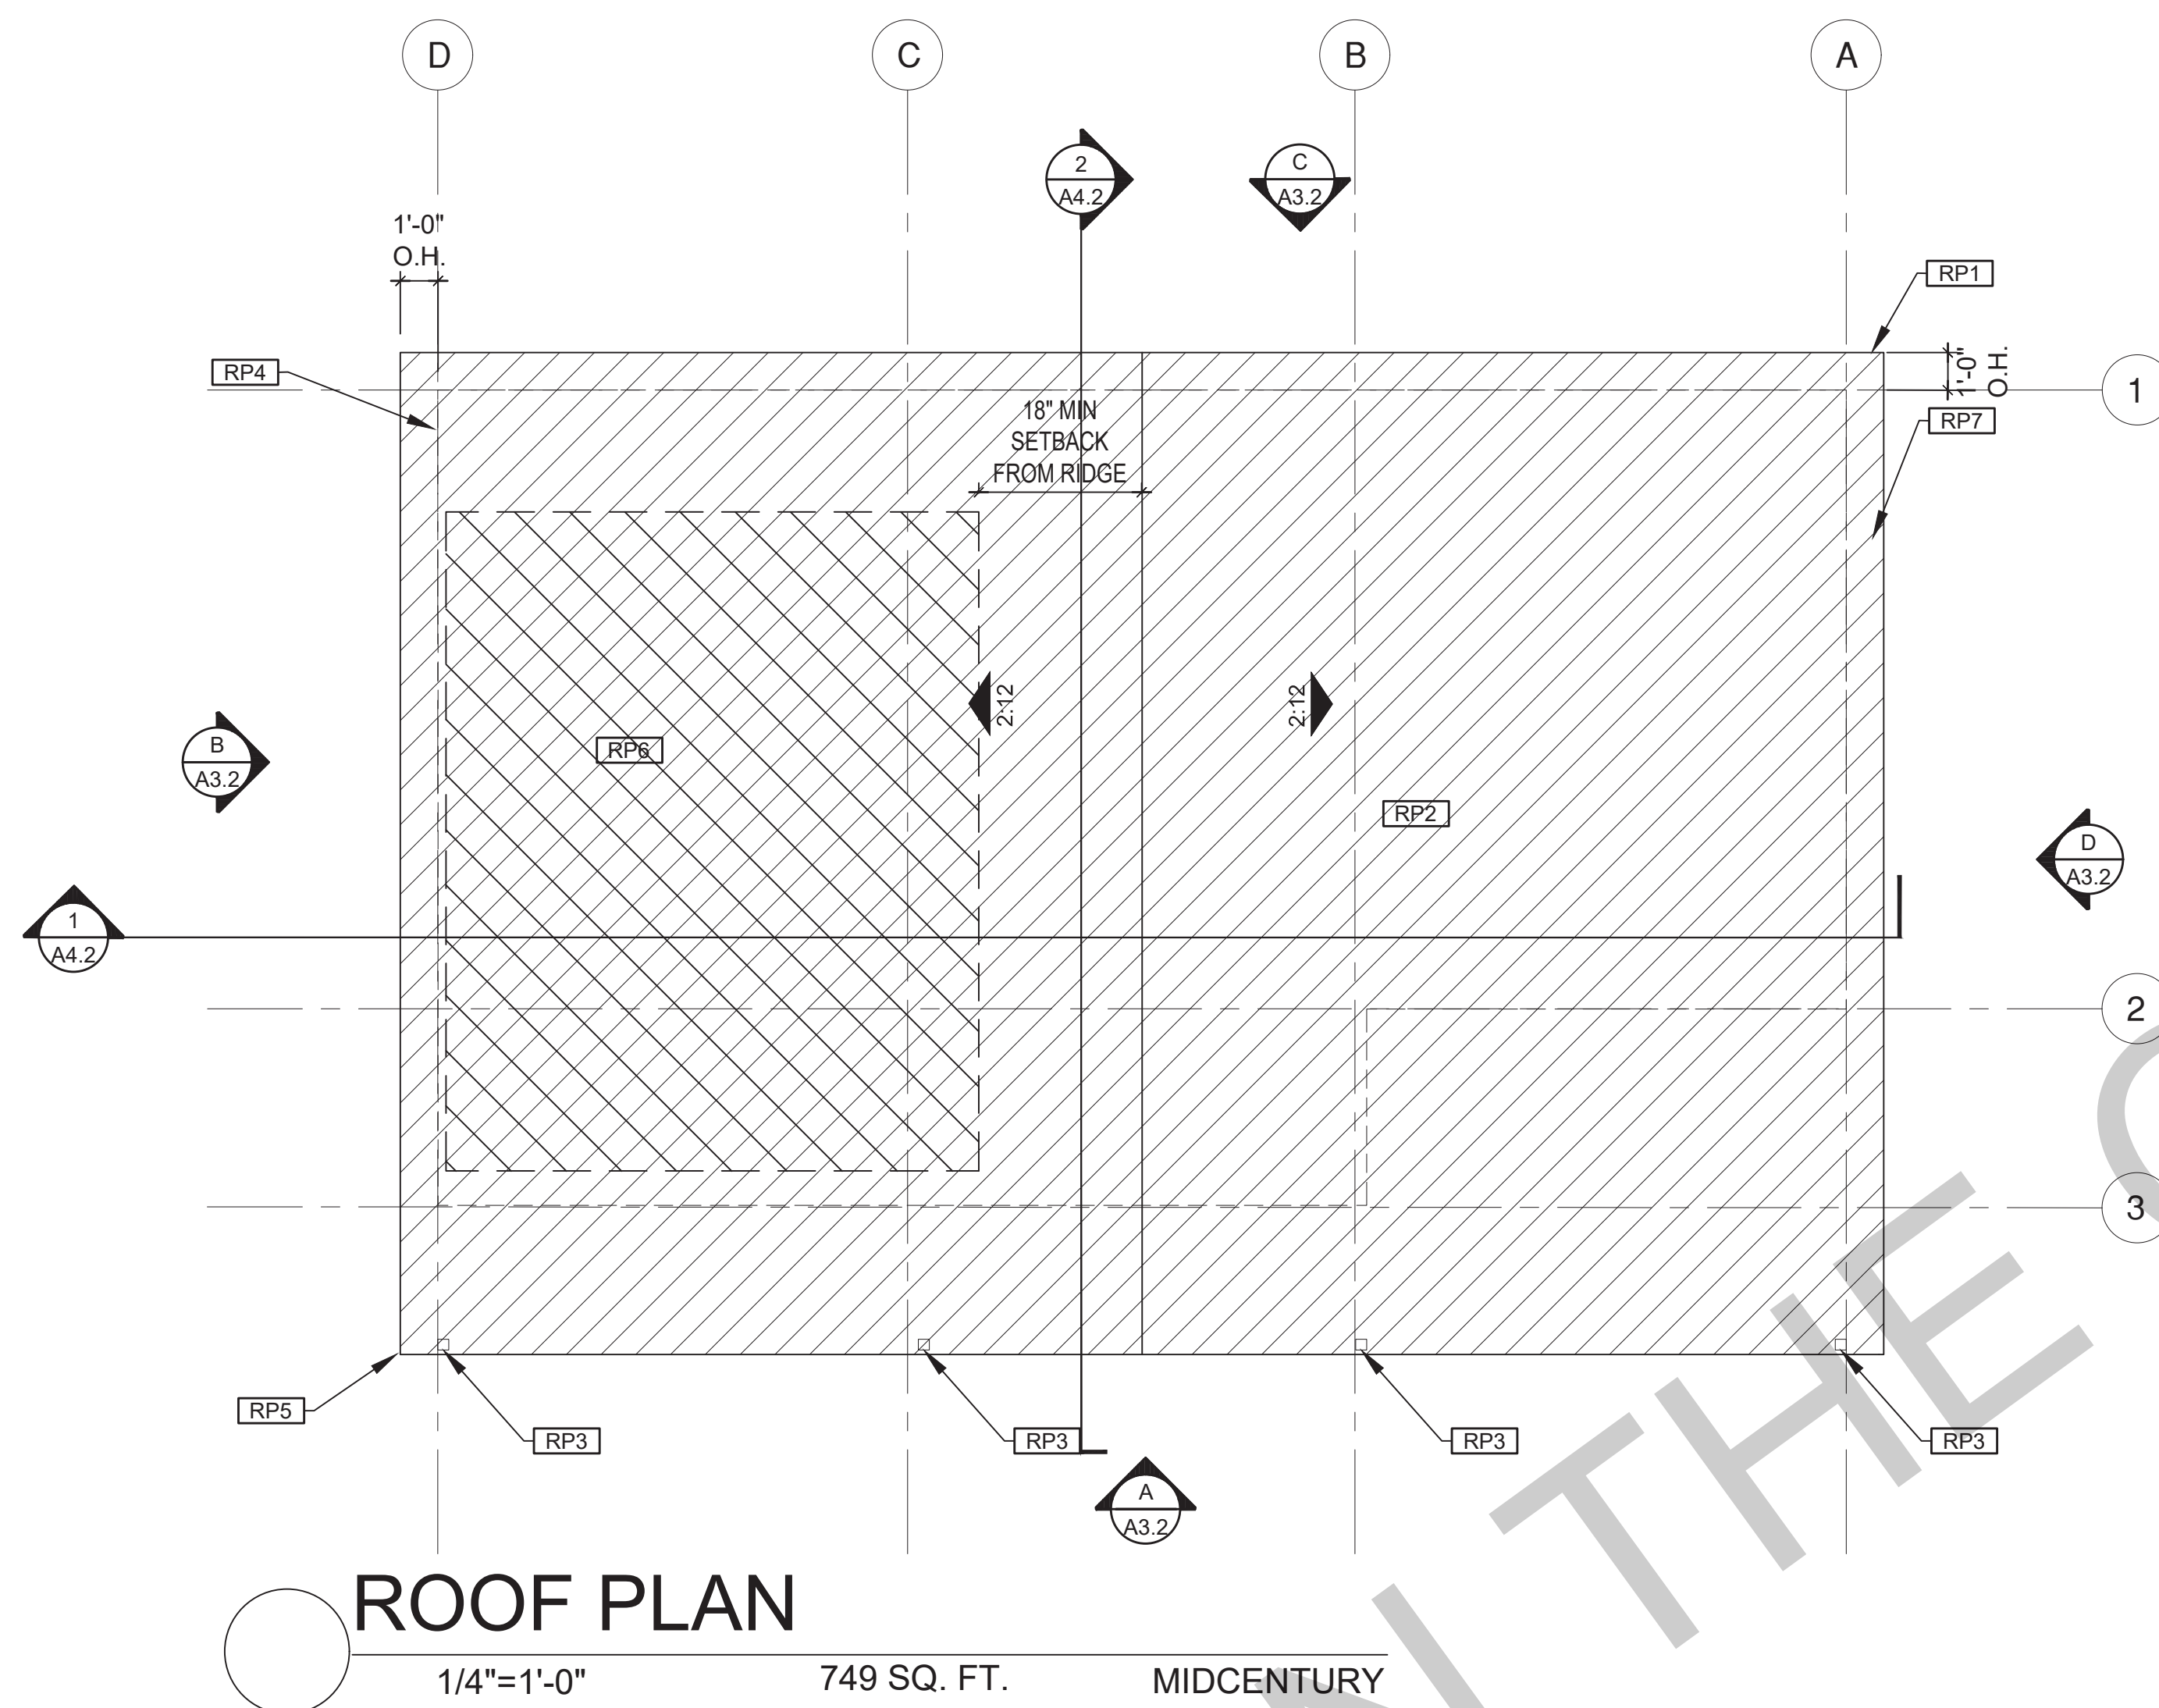 D
C
B
A
2
A4.2
C
A3.2
1'-0"
O.H.
RP1
RP4
1'-0"
O.H.
1
18" MIN
SETBACK
FROM RIDGE
RP7
2:12
2:12
B
A3.2
RP6
RP2
D
A3.2
1
A4.2
2
3
RP5
RP3
RP3
RP3
RP3
A
A3.2
THE
ROOF PLAN
1/4"=1'-0"
749 SQ. FT.
MIDCENTURY